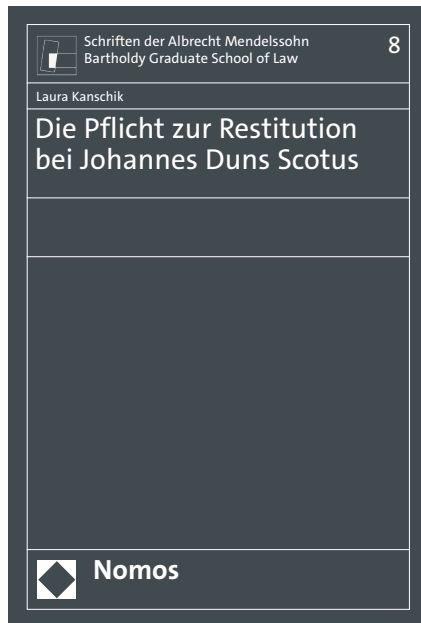 Schriften der Albrecht Mendelssohn
Bartholdy Graduate School of Law
8
Laura Kanschik
Die Pflicht zur Restitution
bei Johannes Duns Scotus
Nomos